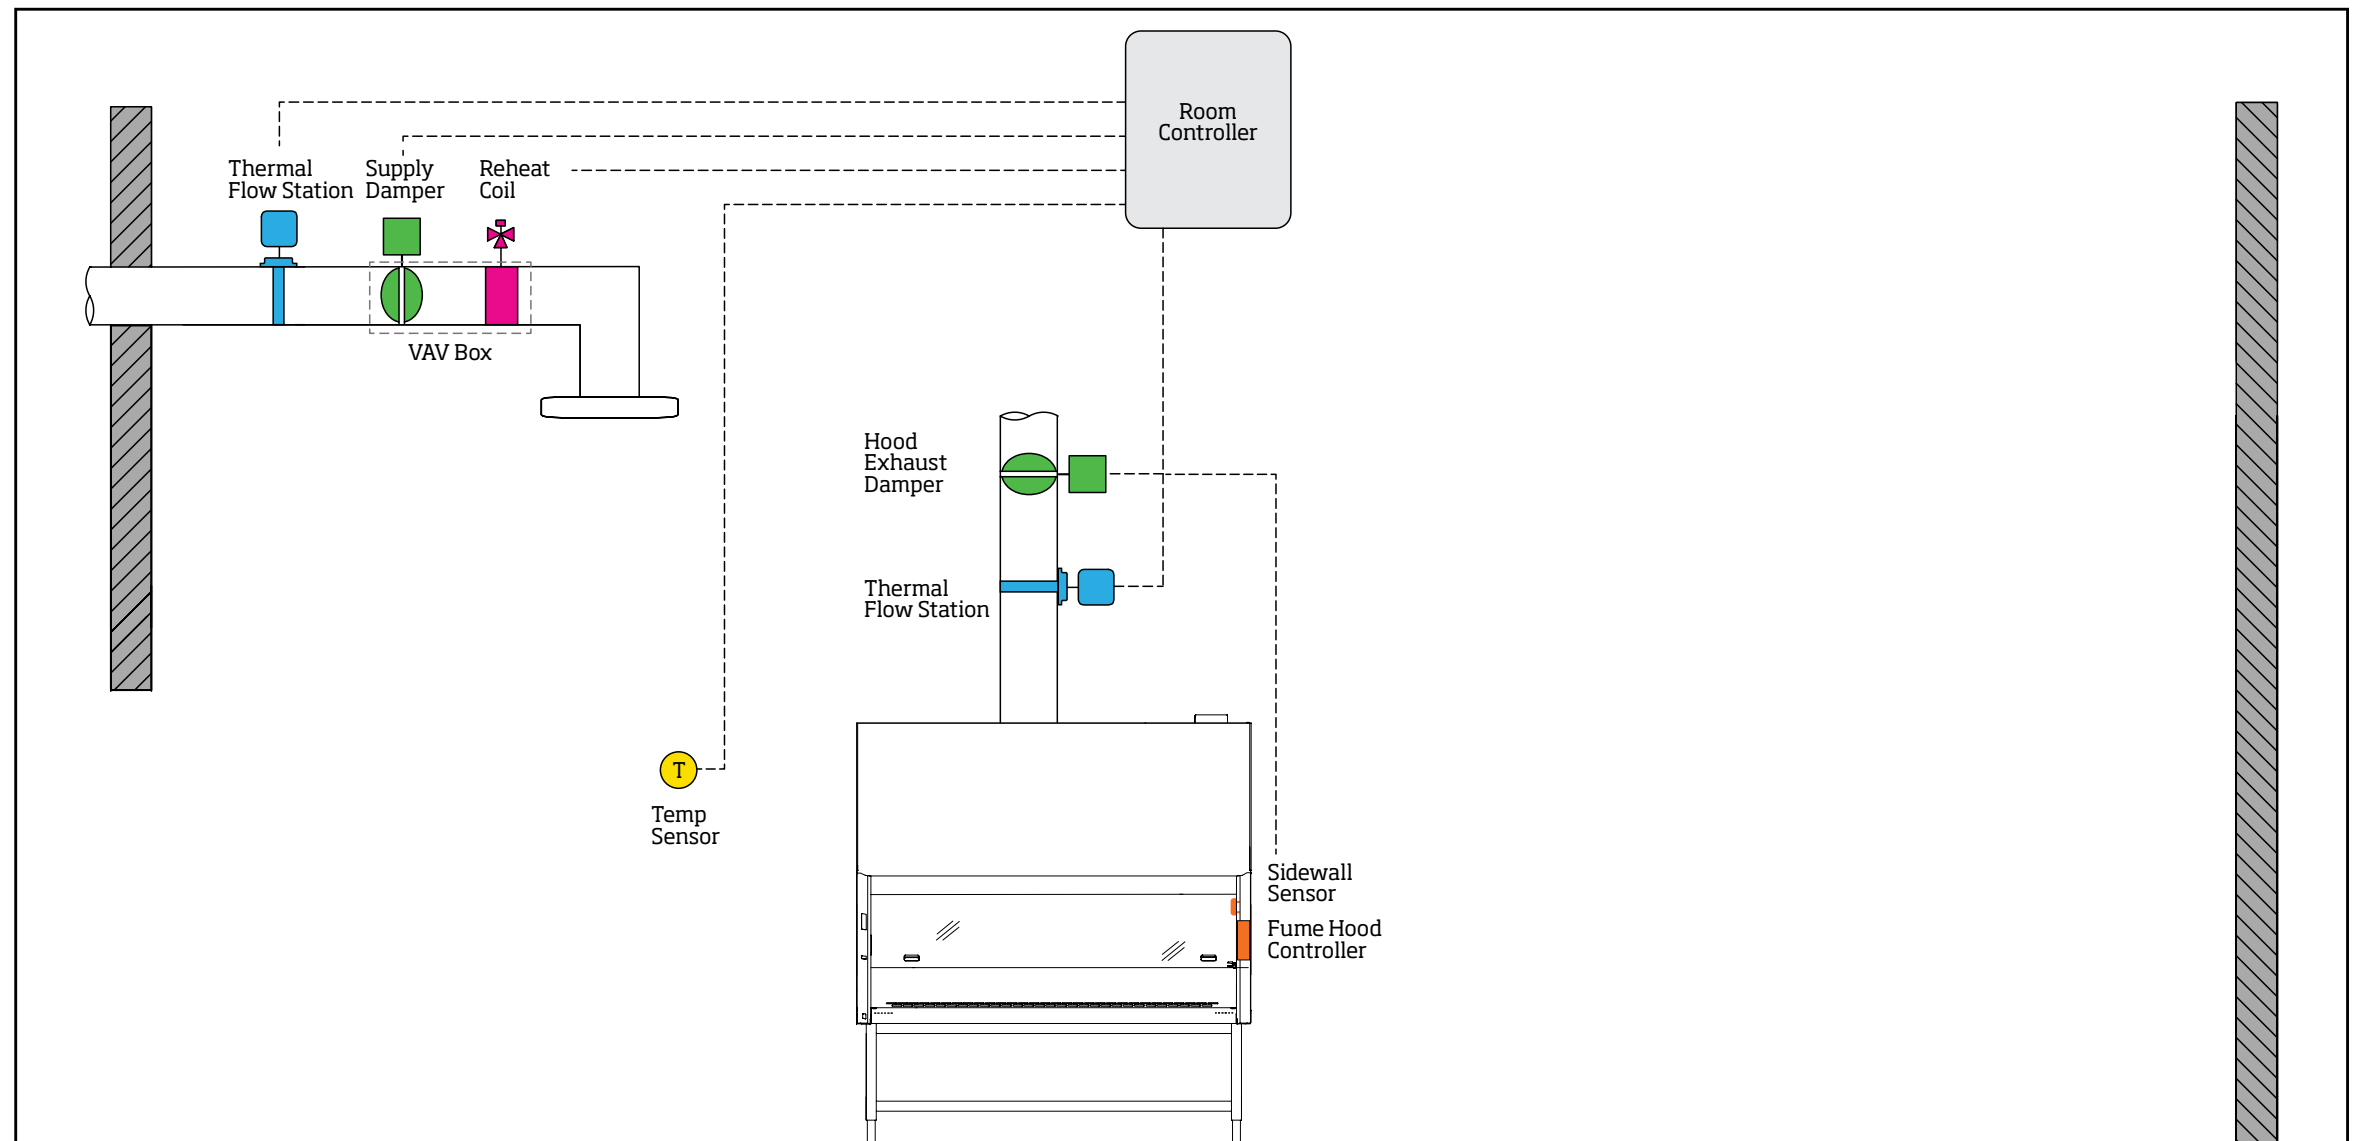 Room
Controller
Thermal
Flow Station
Supply
Damper
Reheat
Coil
VAV Box
Hood
Exhaust
Damper
Thermal
Flow Station
T
Temp
Sensor
Sidewall
Sensor
Fume Hood
Controller